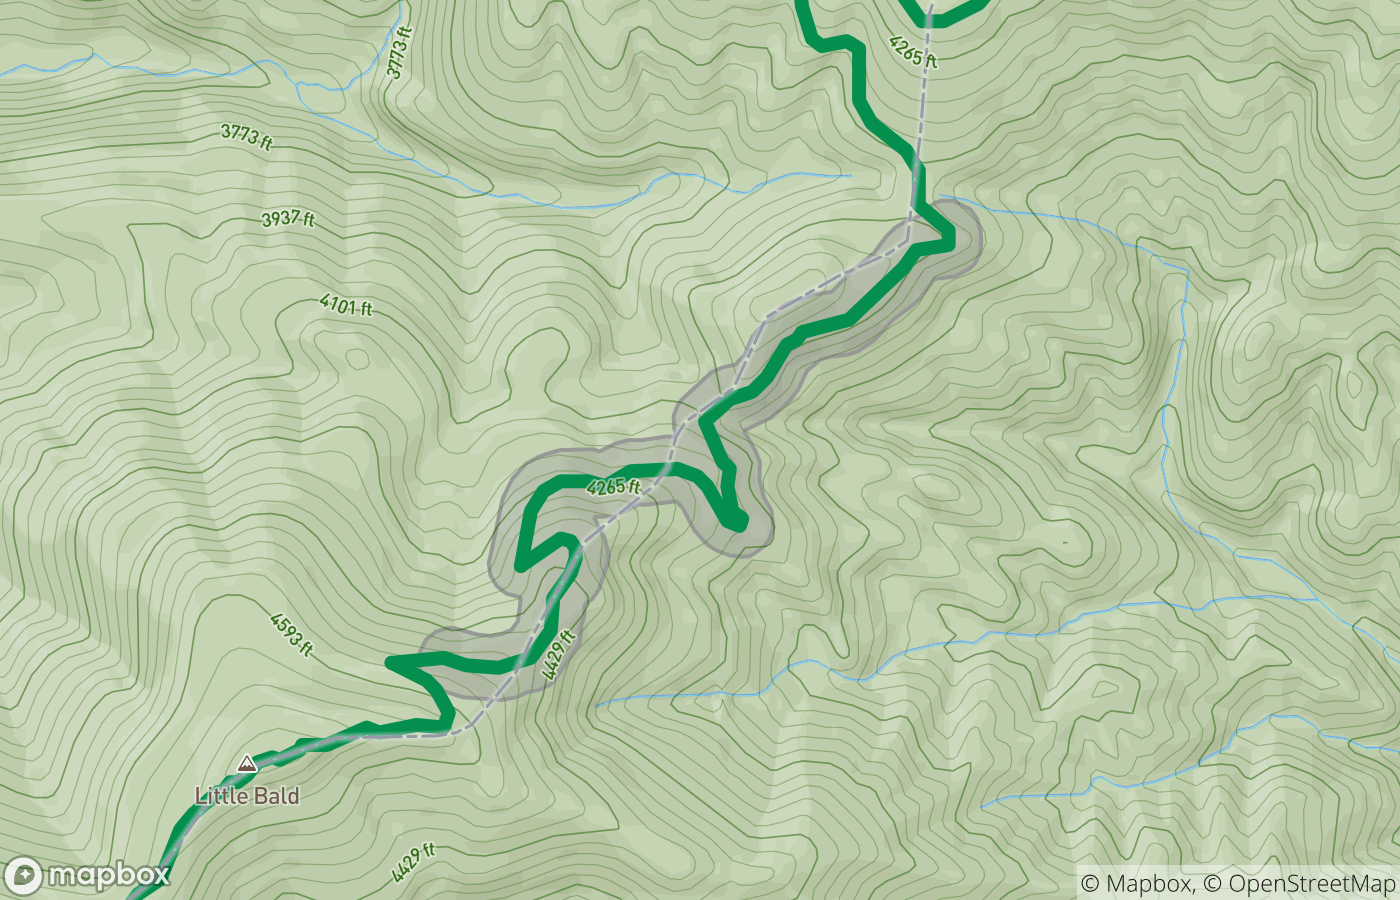 3773 ft
4265 ft
3773 ft
3937 ft
4101 ft
4265 ft
4593 ft
4429 ft
Little Bald
4429 ft
mapbox
© Mapbox, © OpenStreetMap